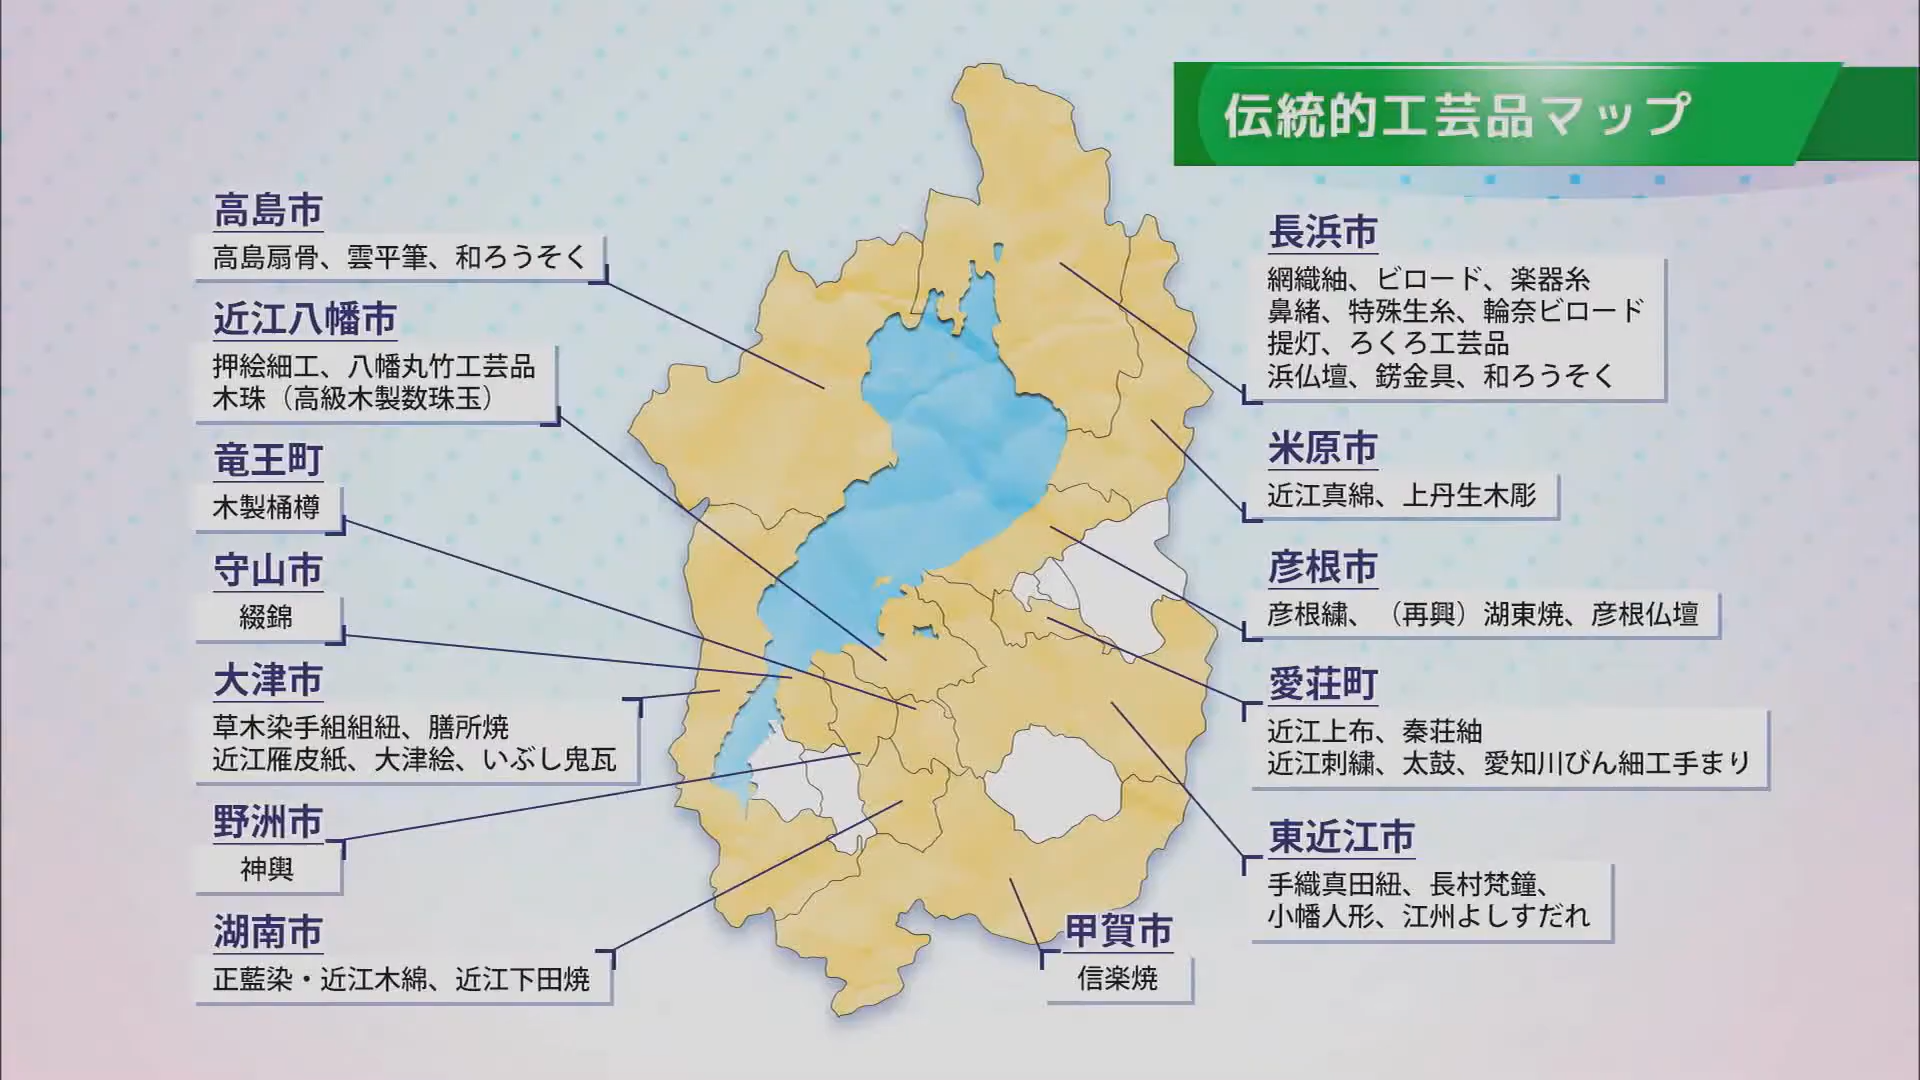 伝統的工芸品マップ
高島市
高島扇骨、雲平筆、和ろうそく
近江八幡市
押絵細工、八幡丸竹工芸品
木珠（高級木製数珠玉）
竜王町
木製桶樽
守山市
綴錦
大津市
草木染手組組紐、膳所焼
近江雁皮紙、大津絵、いぶし鬼瓦
野洲市
神輿
湖南市
正藍染・近江木綿、近江下田焼
長浜市
網織紬、ビロード、楽器糸
鼻緒、特殊生糸、輪奈ビロード
提灯、ろくろ工芸品
浜仏壇、錺金具、和ろうそく
米原市
近江真綿、上丹生木彫
彦根市
彦根繍、（再興）湖東焼、彦根仏壇
愛荘町
近江上布、秦荘紬
近江刺繍、太鼓、愛知川びん細工手まり
東近江市
手織真田紐、長村梵鐘、
小幡人形、江州よしすだれ
甲賀市
信楽焼